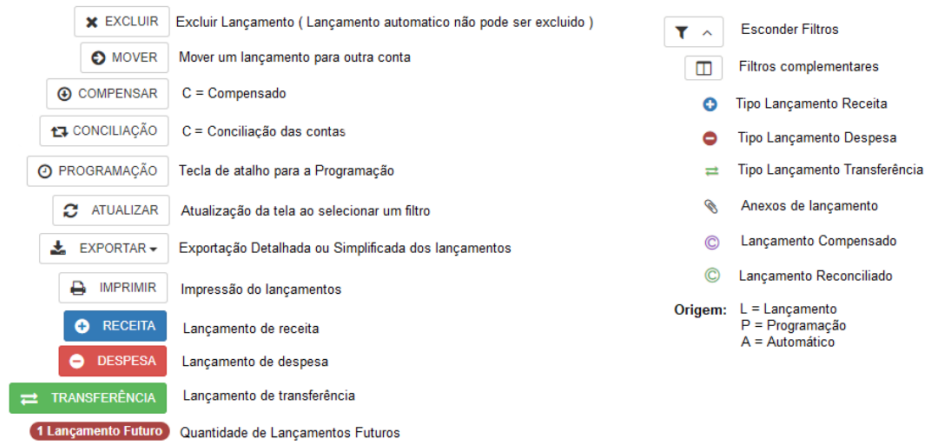 EXCLUIR Excluir Lançamento ( Lançamento automatico não pode ser excluido )
MOVER Mover um lançamento para outra conta
COMPENSAR C = Compensado
CONCILIAÇÃO C = Conciliação das contas
PROGRAMAÇÃO Tecla de atalho para a Programação
ATUALIZAR Atualização da tela ao selecionar um filtro
EXPORTAR Exportação Detalhada ou Simplificada dos lançamentos
IMPRIMIR Impressão do lançamentos
RECEITA Lançamento de receita
DESPESA Lançamento de despesa
TRANSFERÊNCIA Lançamento de transferência
1 Lançamento Futuro Quantidade de Lançamentos Futuros
Esconder Filtros
Filtros complementares
Tipo Lançamento Receita
Tipo Lançamento Despesa
Tipo Lançamento Transferência
Anexos de lançamento
© Lançamento Compensado
© Lançamento Reconciliado
Origem: L = Lançamento
P = Programação
A = Automático